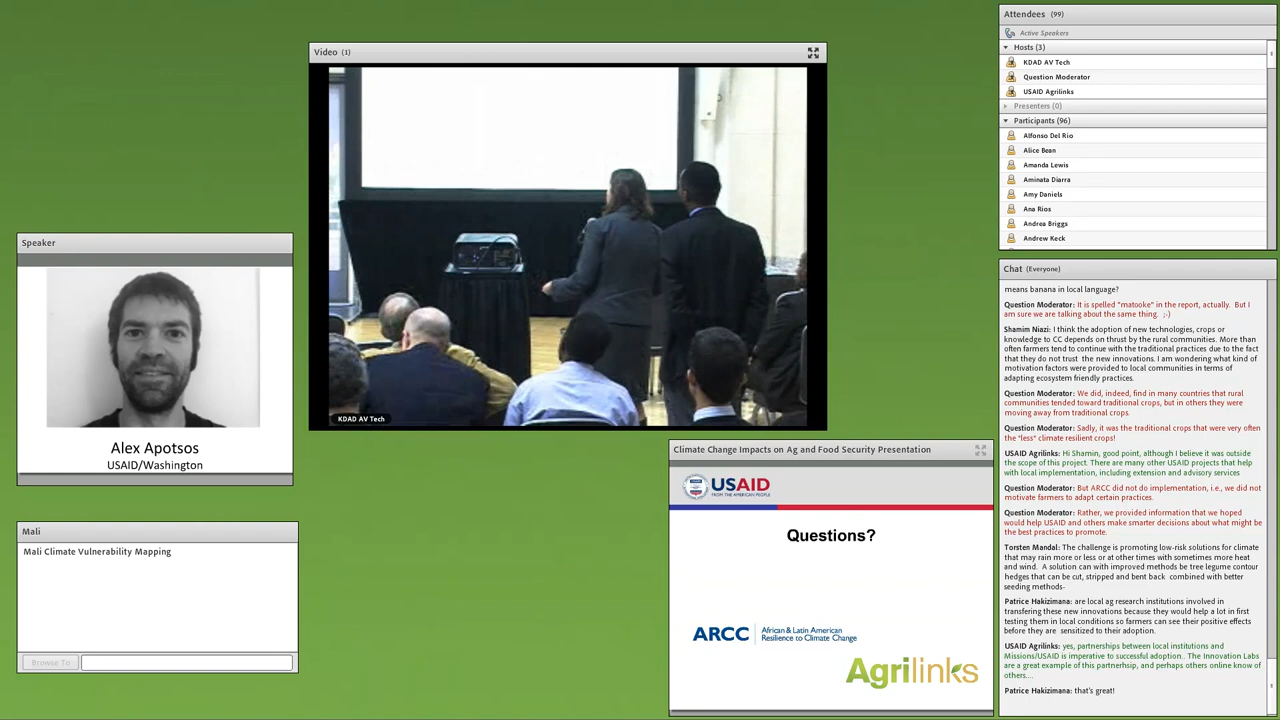 Video (1)
KDAD AV Tech
Speaker
Alex Apotsos
USAID/Washington
Mali
Mali Climate Vulnerability Mapping
Browse To
Climate Change Impacts on Ag and Food Security Presentation
USAID
FROM THE AMERICAN PEOPLE
Questions?
ARCC
African & Latin American
Resilience to Climate Change
Agrilinks
Attendees (99)
Active Speakers
Hosts (3)
KDAD AV Tech
Question Moderator
USAID Agrilinks
Presenters (0)
Participants (96)
Alfonso Del Rio
Alice Bean
Amanda Lewis
Aminata Diarra
Amy Daniels
Ana Rios
Andrea Briggs
Andrew Keck
Chat (Everyone)
means banana in local language?
Question Moderator: It is spelled "matooke" in the report, actually. But I
am sure we are talking about the same thing. ;-)
Shamim Niazi: I think the adoption of new technologies, crops or
knowledge to CC depends on thrust by the rural communities. More than
often farmers tend to continue with the traditional practices due to the fact
that they do not trust the new innovations. I am wondering what kind of
motivation factors were provided to local communities in terms of
adapting ecosystem friendly practices.
Question Moderator: We did, indeed, find in many countries that rural
communities tended toward traditional crops, but in others they were
moving away from traditional crops.
Question Moderator: Sadly, it was the traditional crops that were very often
the "less" climate resilient crops!
USAID Agrilinks: Hi Shamin, good point, although I believe it was outside
the scope of this project. There are many other USAID projects that help
with local implementation, including extension and advisory services
Question Moderator: But ARCC did not do implementation, i.e., we did not
motivate farmers to adapt certain practices.
Question Moderator: Rather, we provided information that we hoped
would help USAID and others make smarter decisions about what might be
the best practices to promote.
Torsten Mandal: The challenge is promoting low-risk solutions for climate
that may rain more or less or at other times with sometimes more heat
and wind. A solution can with improved methods be tree legume contour
hedges that can be cut, stripped and bent back combined with better
seeding methods-
Patrice Hakizimana: are local ag research institutions involved in
transfering these new innovations because they would help a lot in first
testing them in local conditions so farmers can see their positive effects
before they are sensitized to their adoption.
USAID Agrilinks: yes, partnerships between local institutions and
Missions/USAID is imperative to successful adoption.. The Innovation Labs
are a great example of this partnerhsip, and perhaps others online know of
others....
Patrice Hakizimana: that's great!